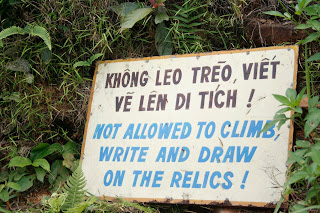 KHÔNG LEO TRÈO, VIẾT
VẼ LÊN DI TÍCH !
NOT ALLOWED TO CLIMB,
WRITE AND DRAW
ON THE RELICS !